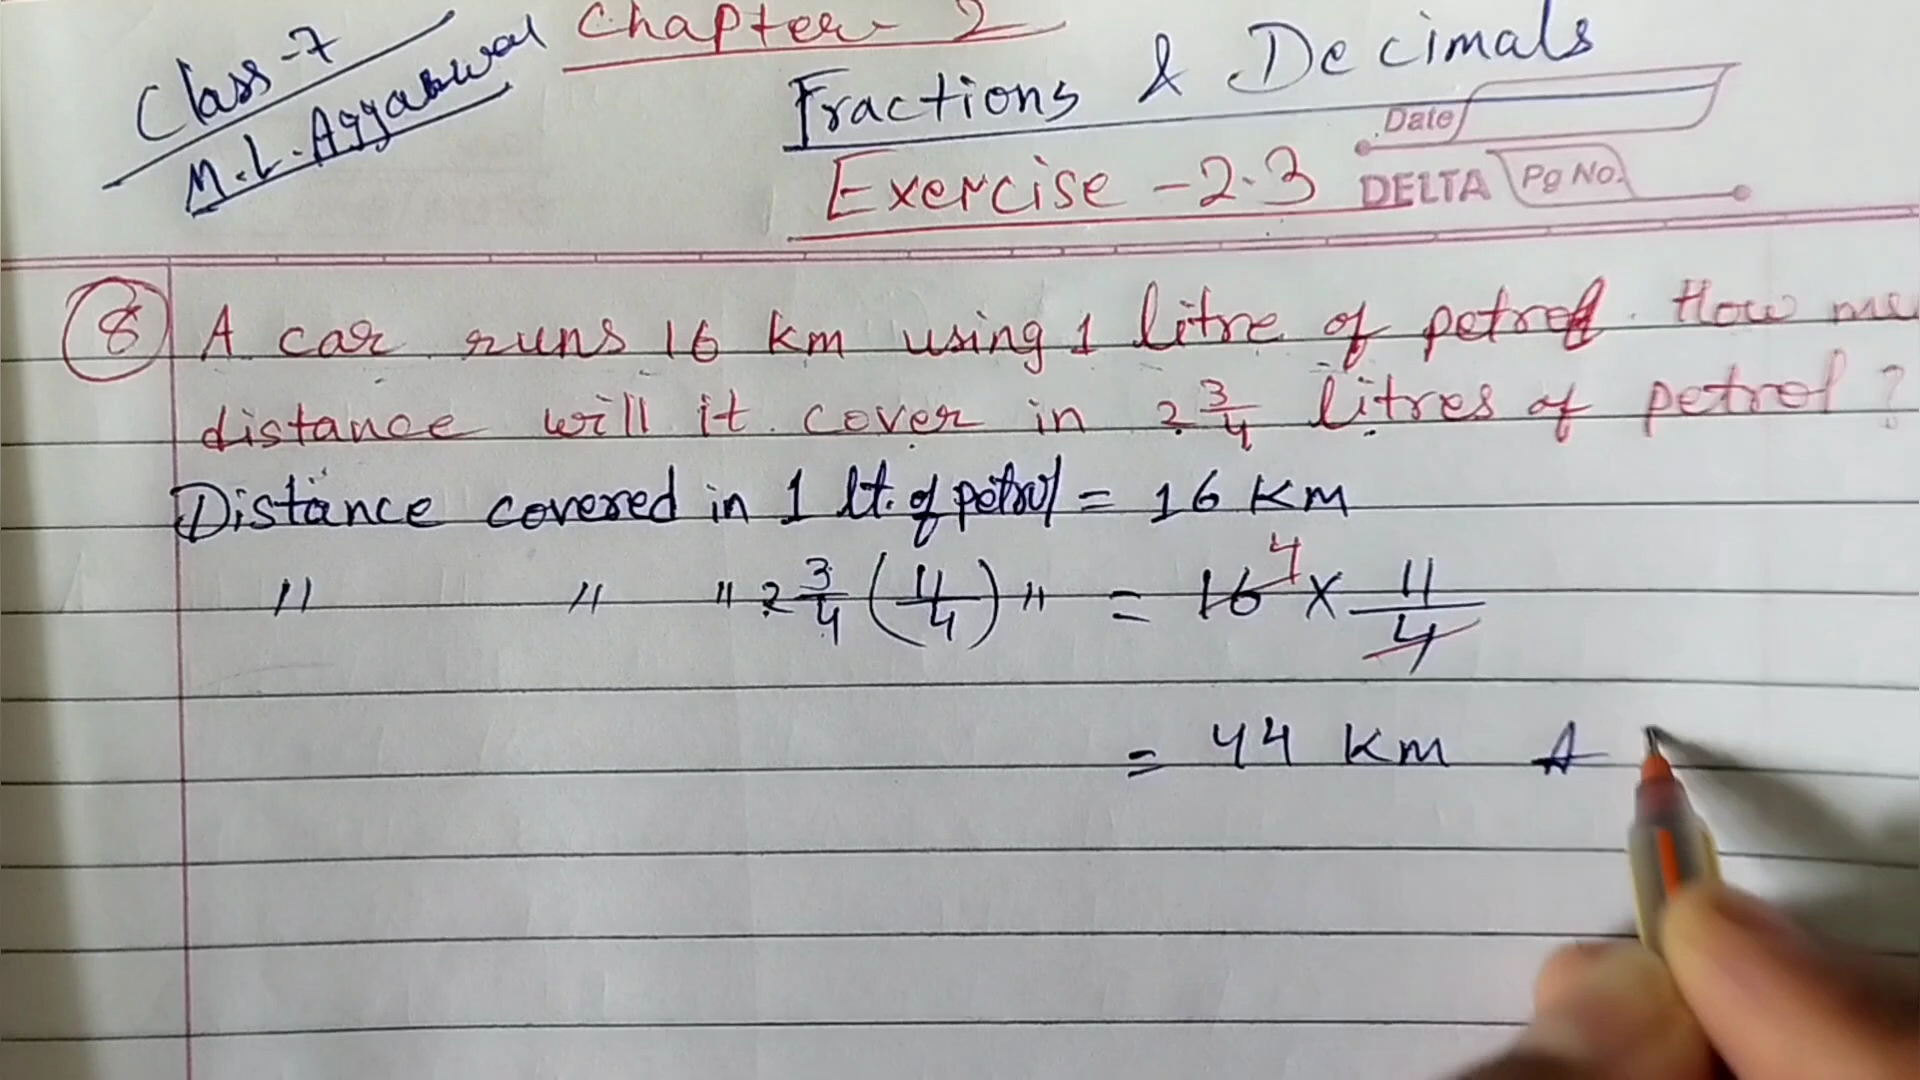 Class-7
M.L. Aggarwal
Chapter- 2
Fractions & Decimals
Date
Exercise -2.3
DELTA Pg No.
8 A car runs 16 km using 1 litre of petrol. How
distance will it cover in 2 3/4 litres of petrol?
Distance covered in 1 lt. of petrol = 16 KM
" " " 2 3/4 (11/4) " = 16 4 × 11/4
= 44 KM A